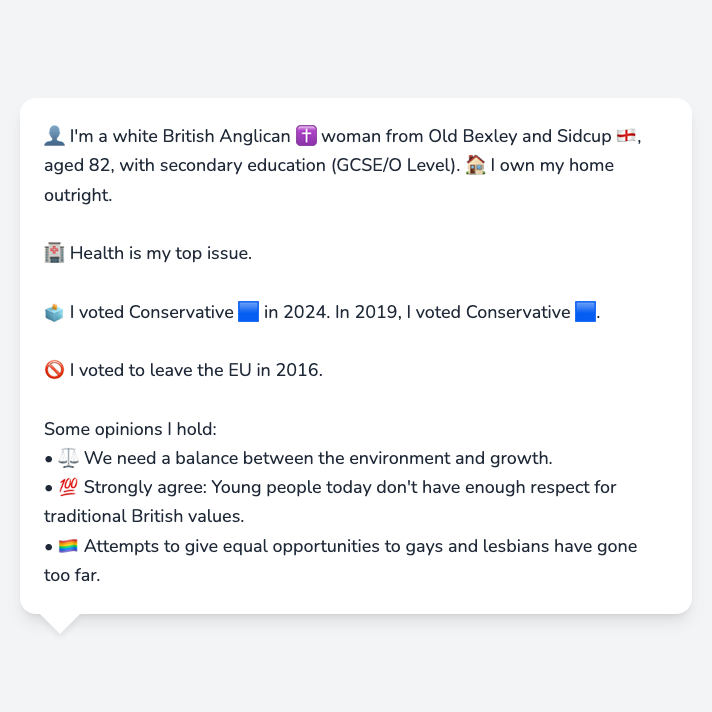 👤 I'm a white British Anglican ✝️ woman from Old Bexley and Sidcup 🏴󠁧󠁢󠁥󠁮󠁧󠁿,
aged 82, with secondary education (GCSE/O Level). 🏠 I own my home
outright.
🏥 Health is my top issue.
🗳️ I voted Conservative 🟦 in 2024. In 2019, I voted Conservative 🟦.
🚫 I voted to leave the EU in 2016.
Some opinions I hold:
• ⚖️ We need a balance between the environment and growth.
• 💯 Strongly agree: Young people today don't have enough respect for
traditional British values.
• 🏳️‍🌈 Attempts to give equal opportunities to gays and lesbians have gone
too far.